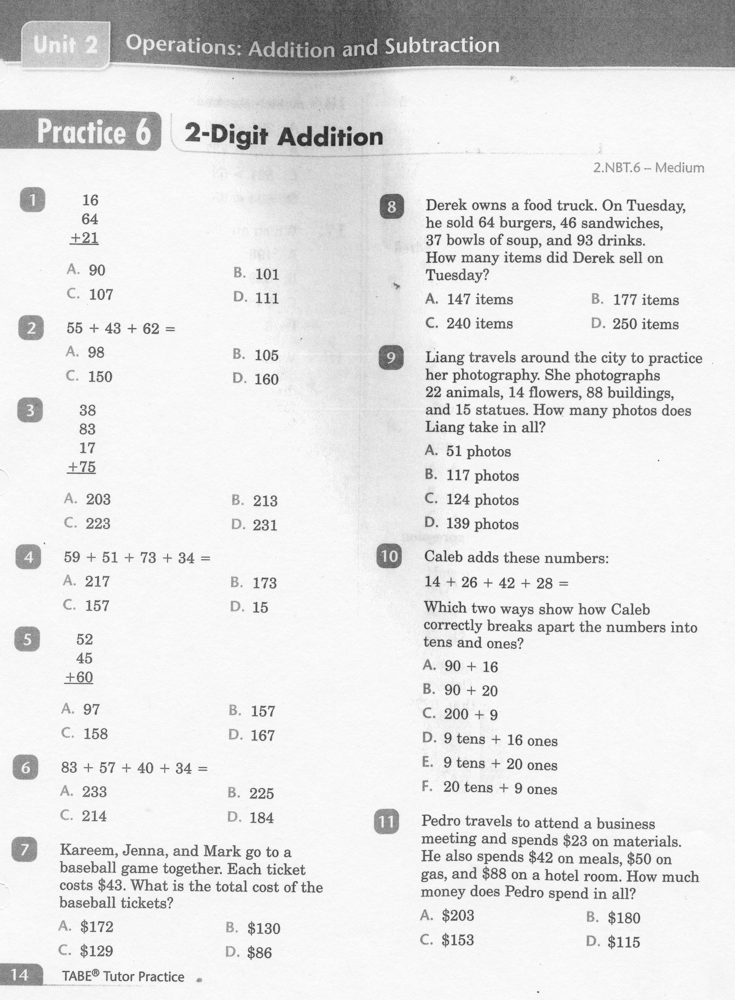 Unit 2
Operations: Addition and Subtraction
Practice 6
2-Digit Addition
2.NBT.6 – Medium
1
16
64
+21
A. 90
B. 101
C. 107
D. 111
2
55 + 43 + 62 =
A. 98
B. 105
C. 150
D. 160
3
38
83
17
+75
A. 203
B. 213
C. 223
D. 231
4
59 + 51 + 73 + 34 =
A. 217
B. 173
C. 157
D. 15
5
52
45
+60
A. 97
B. 157
C. 158
D. 167
6
83 + 57 + 40 + 34 =
A. 233
B. 225
C. 214
D. 184
7
Kareem, Jenna, and Mark go to a
baseball game together. Each ticket
costs $43. What is the total cost of the
baseball tickets?
A. $172
B. $130
C. $129
D. $86
8
Derek owns a food truck. On Tuesday,
he sold 64 burgers, 46 sandwiches,
37 bowls of soup, and 93 drinks.
How many items did Derek sell on
Tuesday?
A. 147 items
B. 177 items
C. 240 items
D. 250 items
9
Liang travels around the city to practice
her photography. She photographs
22 animals, 14 flowers, 88 buildings,
and 15 statues. How many photos does
Liang take in all?
A. 51 photos
B. 117 photos
C. 124 photos
D. 139 photos
10
Caleb adds these numbers:
14 + 26 + 42 + 28 =
Which two ways show how Caleb
correctly breaks apart the numbers into
tens and ones?
A. 90 + 16
B. 90 + 20
C. 200 + 9
D. 9 tens + 16 ones
E. 9 tens + 20 ones
F. 20 tens + 9 ones
11
Pedro travels to attend a business
meeting and spends $23 on materials.
He also spends $42 on meals, $50 on
gas, and $88 on a hotel room. How much
money does Pedro spend in all?
A. $203
B. $180
C. $153
D. $115
14
TABE® Tutor Practice